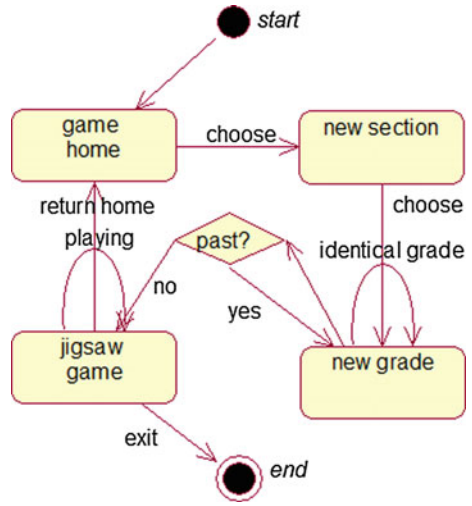 start
game
home
choose
new section
return home
choose
playing
past?
identical grade
no
yes
jigsaw
game
new grade
exit
end